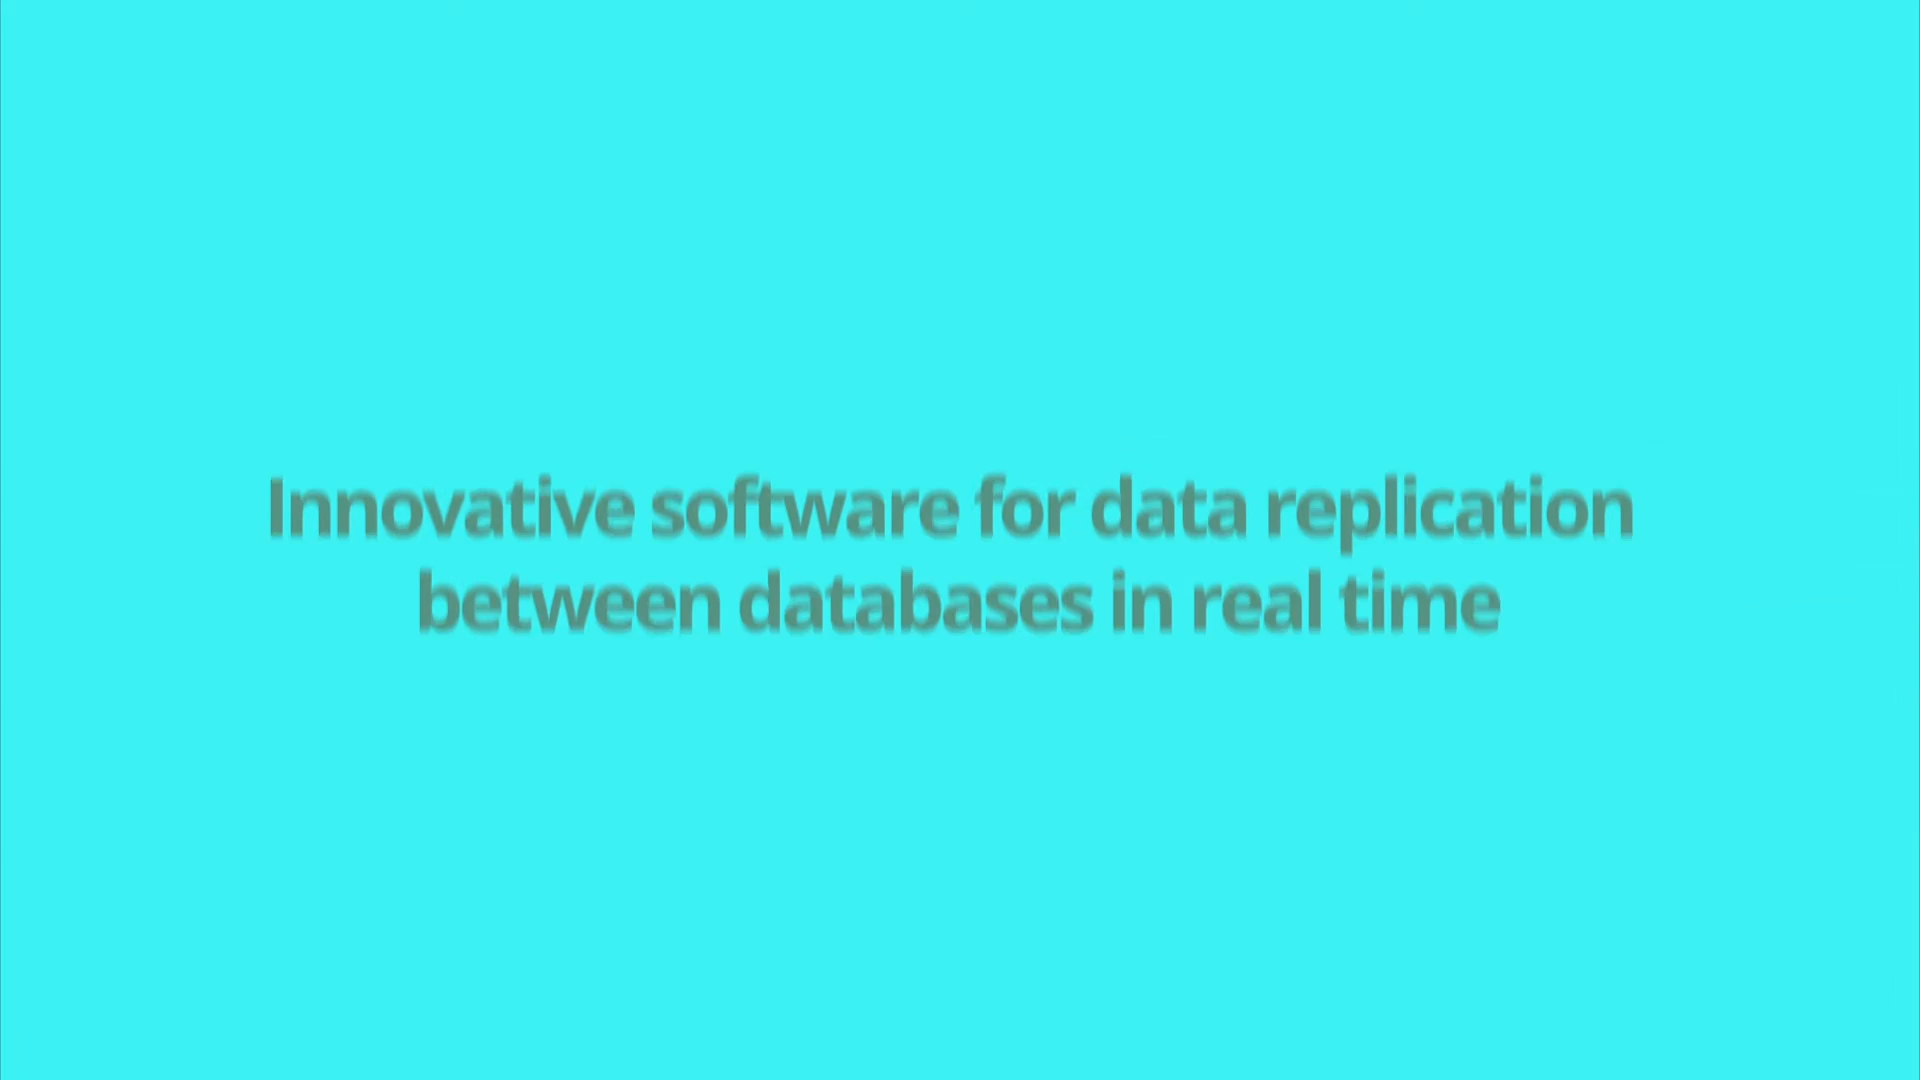 Innovative software for data replication
between databases in real time